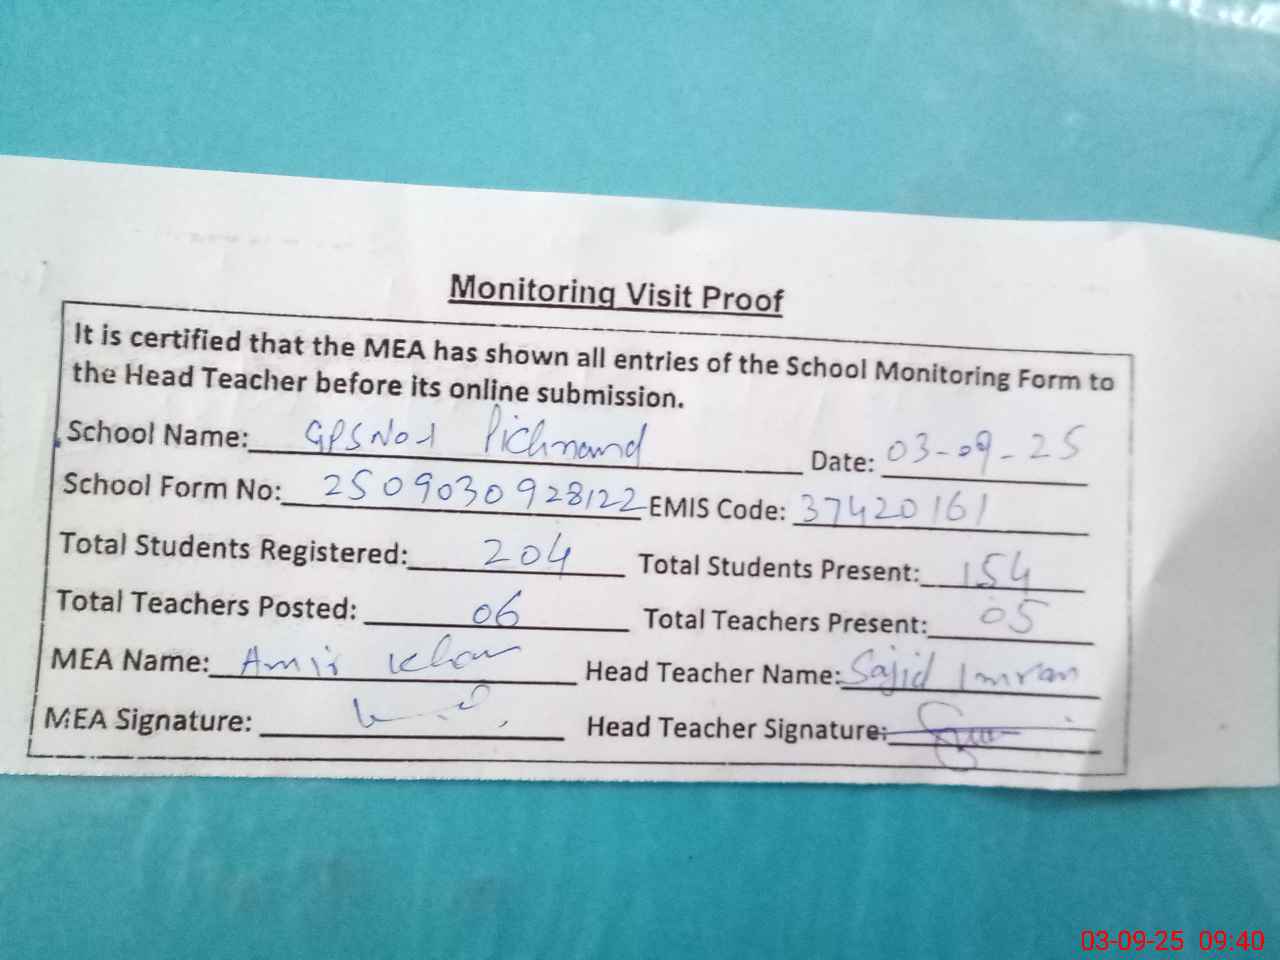 Monitoring Visit Proof
It is certified that the MEA has shown all entries of the School Monitoring Form to
the Head Teacher before its online submission.
School Name: GPS No 1 Pichnand Date: 03-09-25
School Form No: 2509030928122 EMIS Code: 37420161
Total Students Registered: 204 Total Students Present: 154
Total Teachers Posted: 06 Total Teachers Present: 05
MEA Name: Amir Khan Head Teacher Name: Sajid Imran
MEA Signature: Head Teacher Signature:
03-09-25 09:40